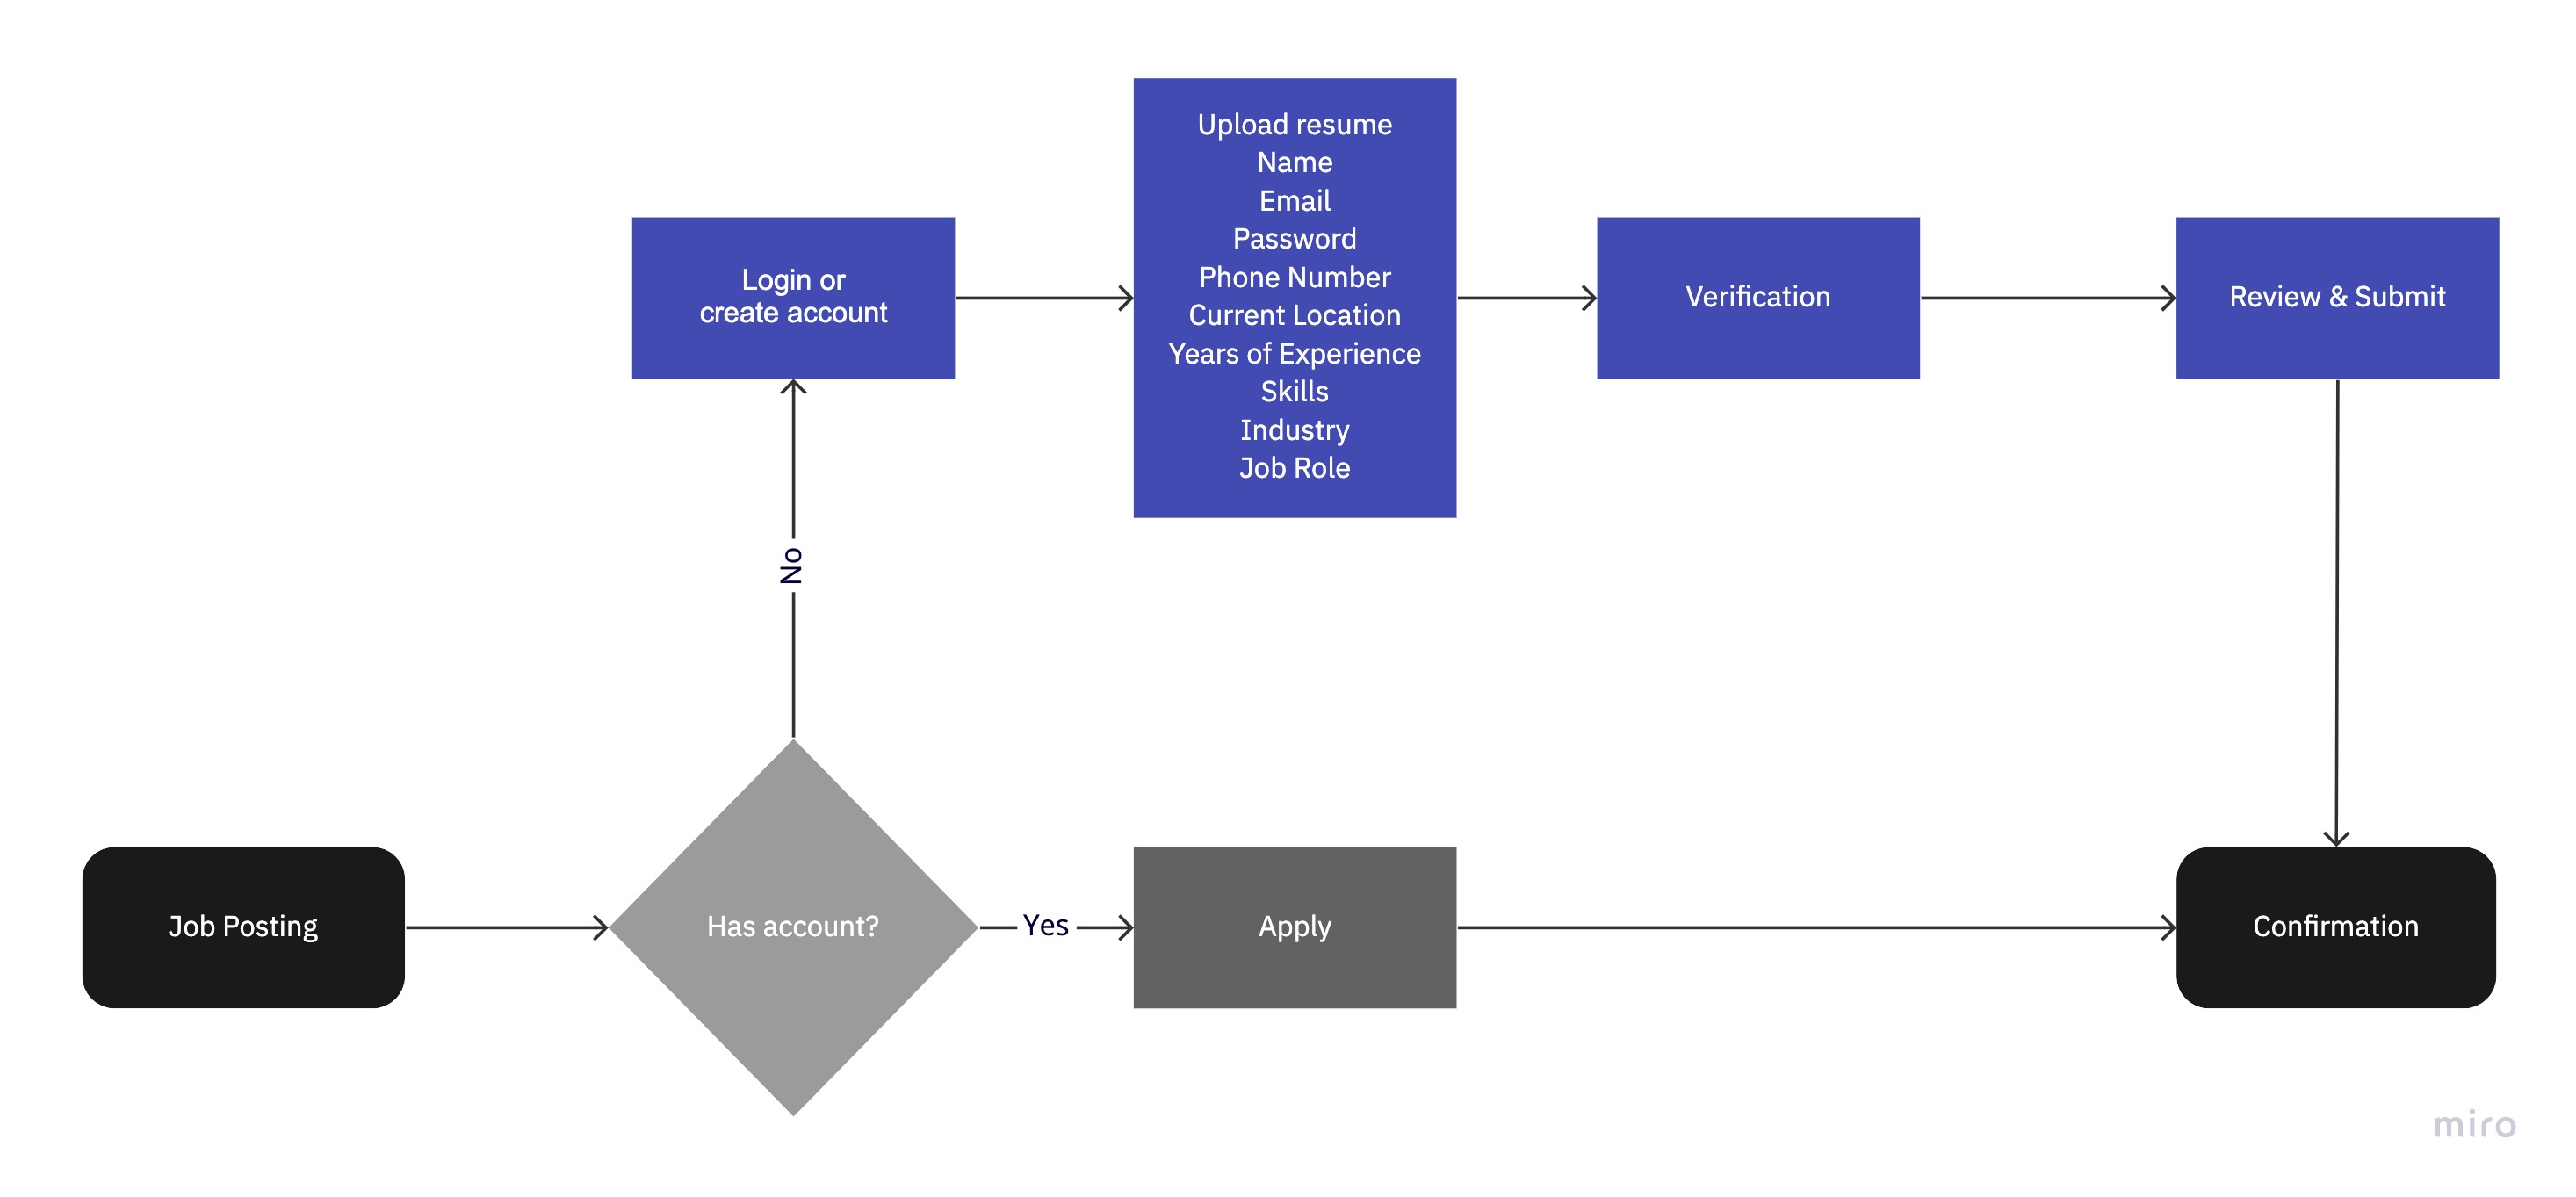 Upload resume
Name
Email
Password
Phone Number
Current Location
Years of Experience
Skills
Industry
Job Role
Login or
create account
Verification
Review & Submit
No
Job Posting
Has account?
Yes
Apply
Confirmation
miro